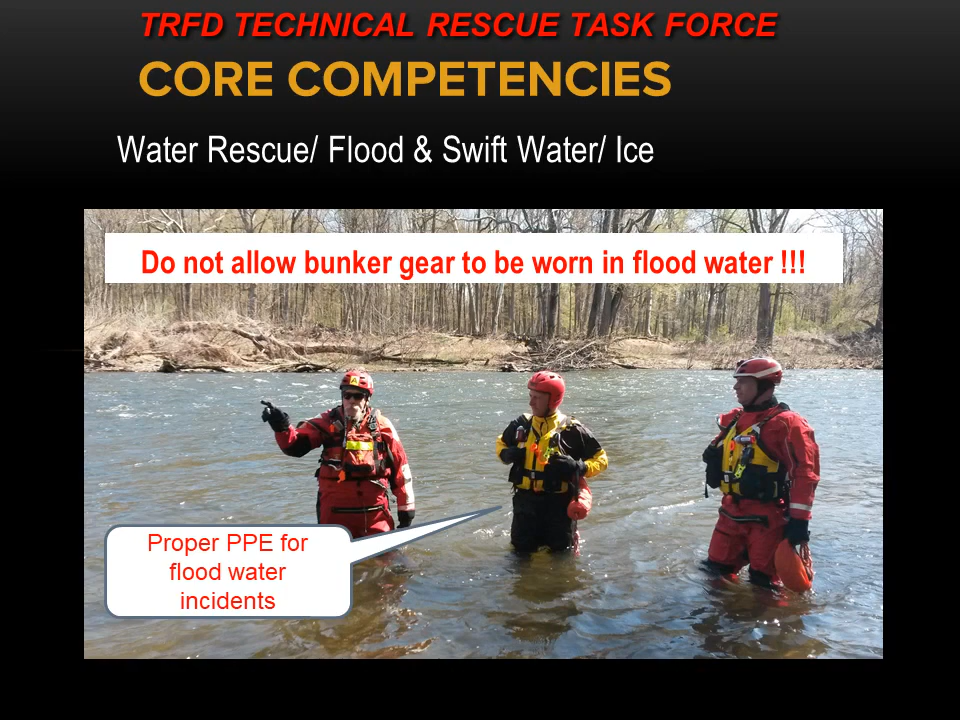 TRFD TECHNICAL RESCUE TASK FORCE
CORE COMPETENCIES
Water Rescue/ Flood & Swift Water/ Ice
Do not allow bunker gear to be worn in flood water !!!
Proper PPE for
flood water
incidents